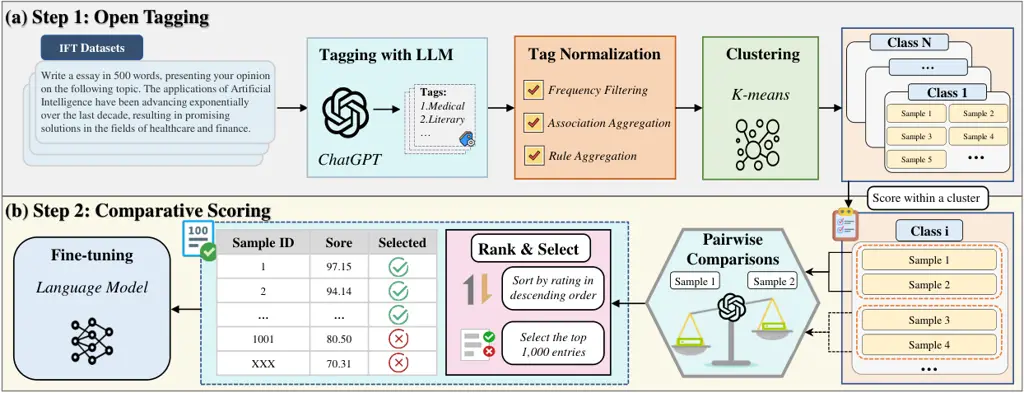 (a) Step 1: Open Tagging
IFT Datasets
Write a essay in 500 words, presenting your opinion
on the following topic. The applications of Artificial
Intelligence have been advancing exponentially
over the last decade, resulting in promising
solutions in the fields of healthcare and finance.
Tagging with LLM
ChatGPT
Tags:
1.Medical
2.Literary
...
Tag Normalization
Frequency Filtering
Association Aggregation
Rule Aggregation
Clustering
K-means
Class N
...
Class 1
Sample 1
Sample 2
Sample 3
Sample 4
Sample 5
...
Score within a cluster
(b) Step 2: Comparative Scoring
Fine-tuning
Language Model
100
Sample ID Sore Selected
1 97.15
2 94.14
... ... ...
1001 80.50
XXX 70.31
Rank & Select
Sort by rating in
descending order
Select the top
1,000 entries
Pairwise
Comparisons
Sample 1
Sample 2
Class i
Sample 1
Sample 2
Sample 3
Sample 4
...